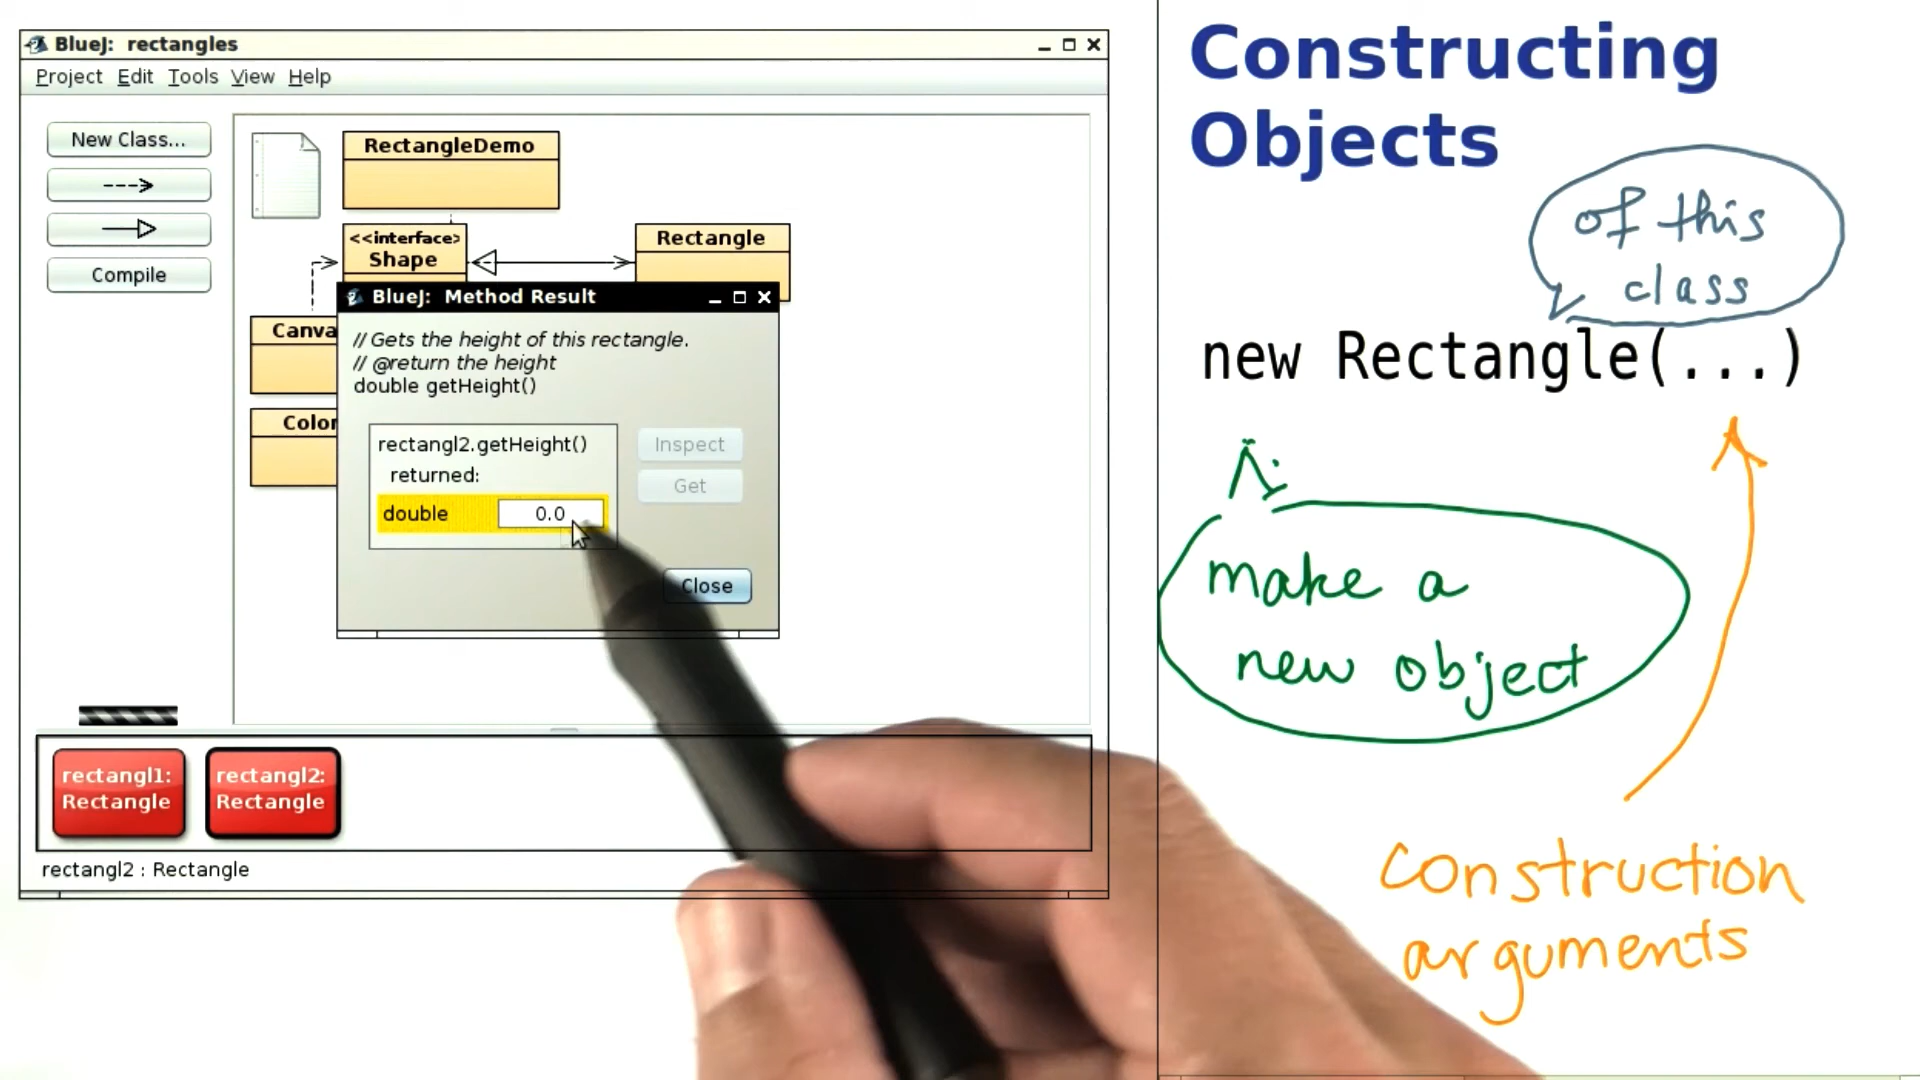 BlueJ: rectangles
Project Edit Tools View Help
New Class...
Compile
RectangleDemo
<<interface>
Shape
Rectangle
Canva
Color
BlueJ: Method Result
// Gets the height of this rectangle.
// @return the height
double getHeight()
rectangl2.getHeight()
returned:
double 0.0
Inspect
Get
Close
rectangl1:
Rectangle
rectangl2:
Rectangle
rectangl2 : Rectangle
Constructing
Objects
of this
class
new Rectangle(...)
make a
new object
construction
arguments